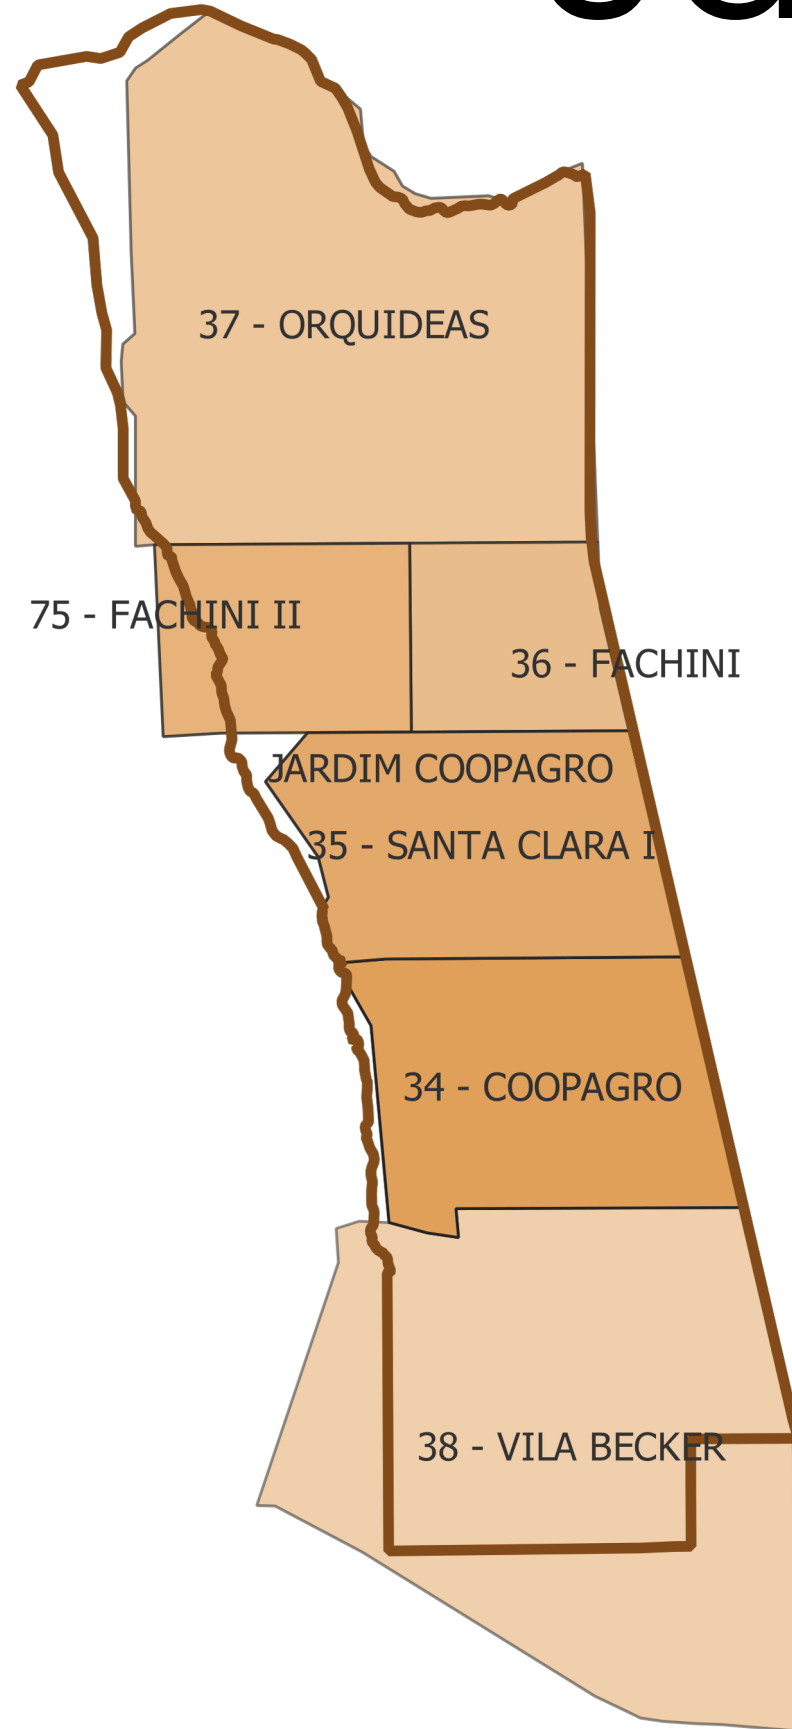 37 - ORQUIDEAS
75 - FACHINI II
36 - FACHINI
JARDIM COOPAGRO
35 - SANTA CLARA I
34 - COOPAGRO
38 - VILA BECKER